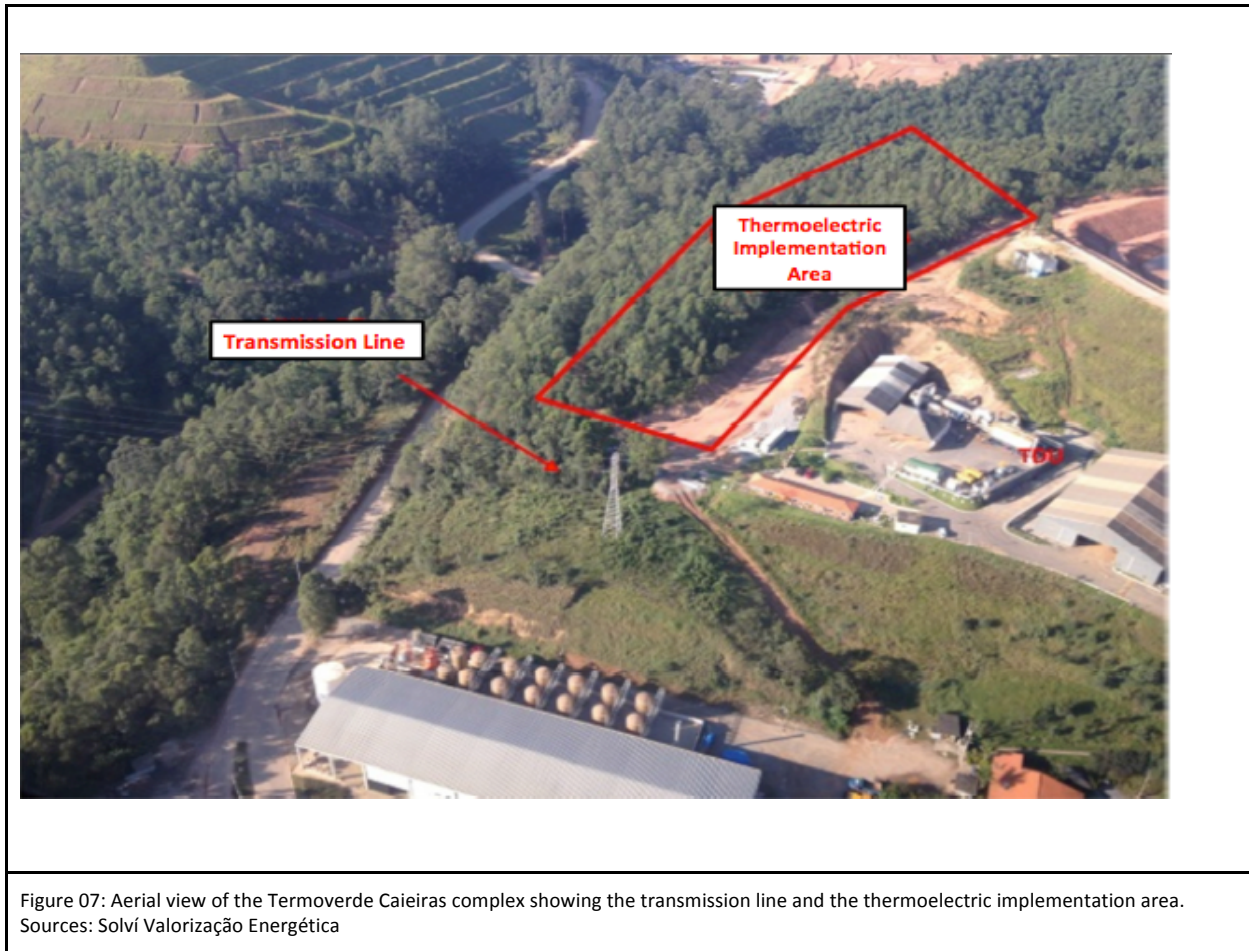 Thermoelectric
Implementation
Area
Transmission Line
TDU
Figure 07: Aerial view of the Termoverde Caieiras complex showing the transmission line and the thermoelectric implementation area.
Sources: Solví Valorização Energética